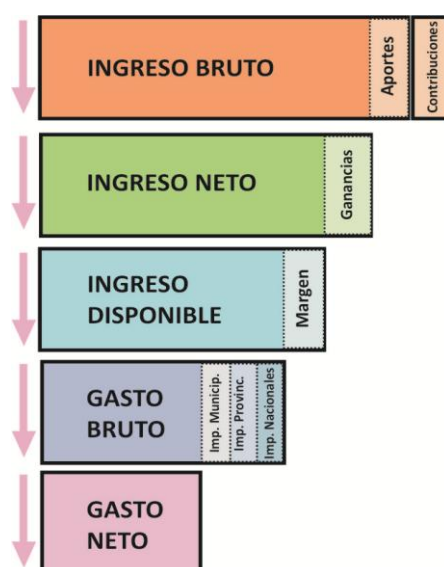 INGRESO BRUTO
Aportes
Contribuciones
INGRESO NETO
Ganancias
INGRESO
DISPONIBLE
Margen
GASTO
BRUTO
Imp. Municip.
Imp. Provinc.
Imp. Nacionales
GASTO
NETO